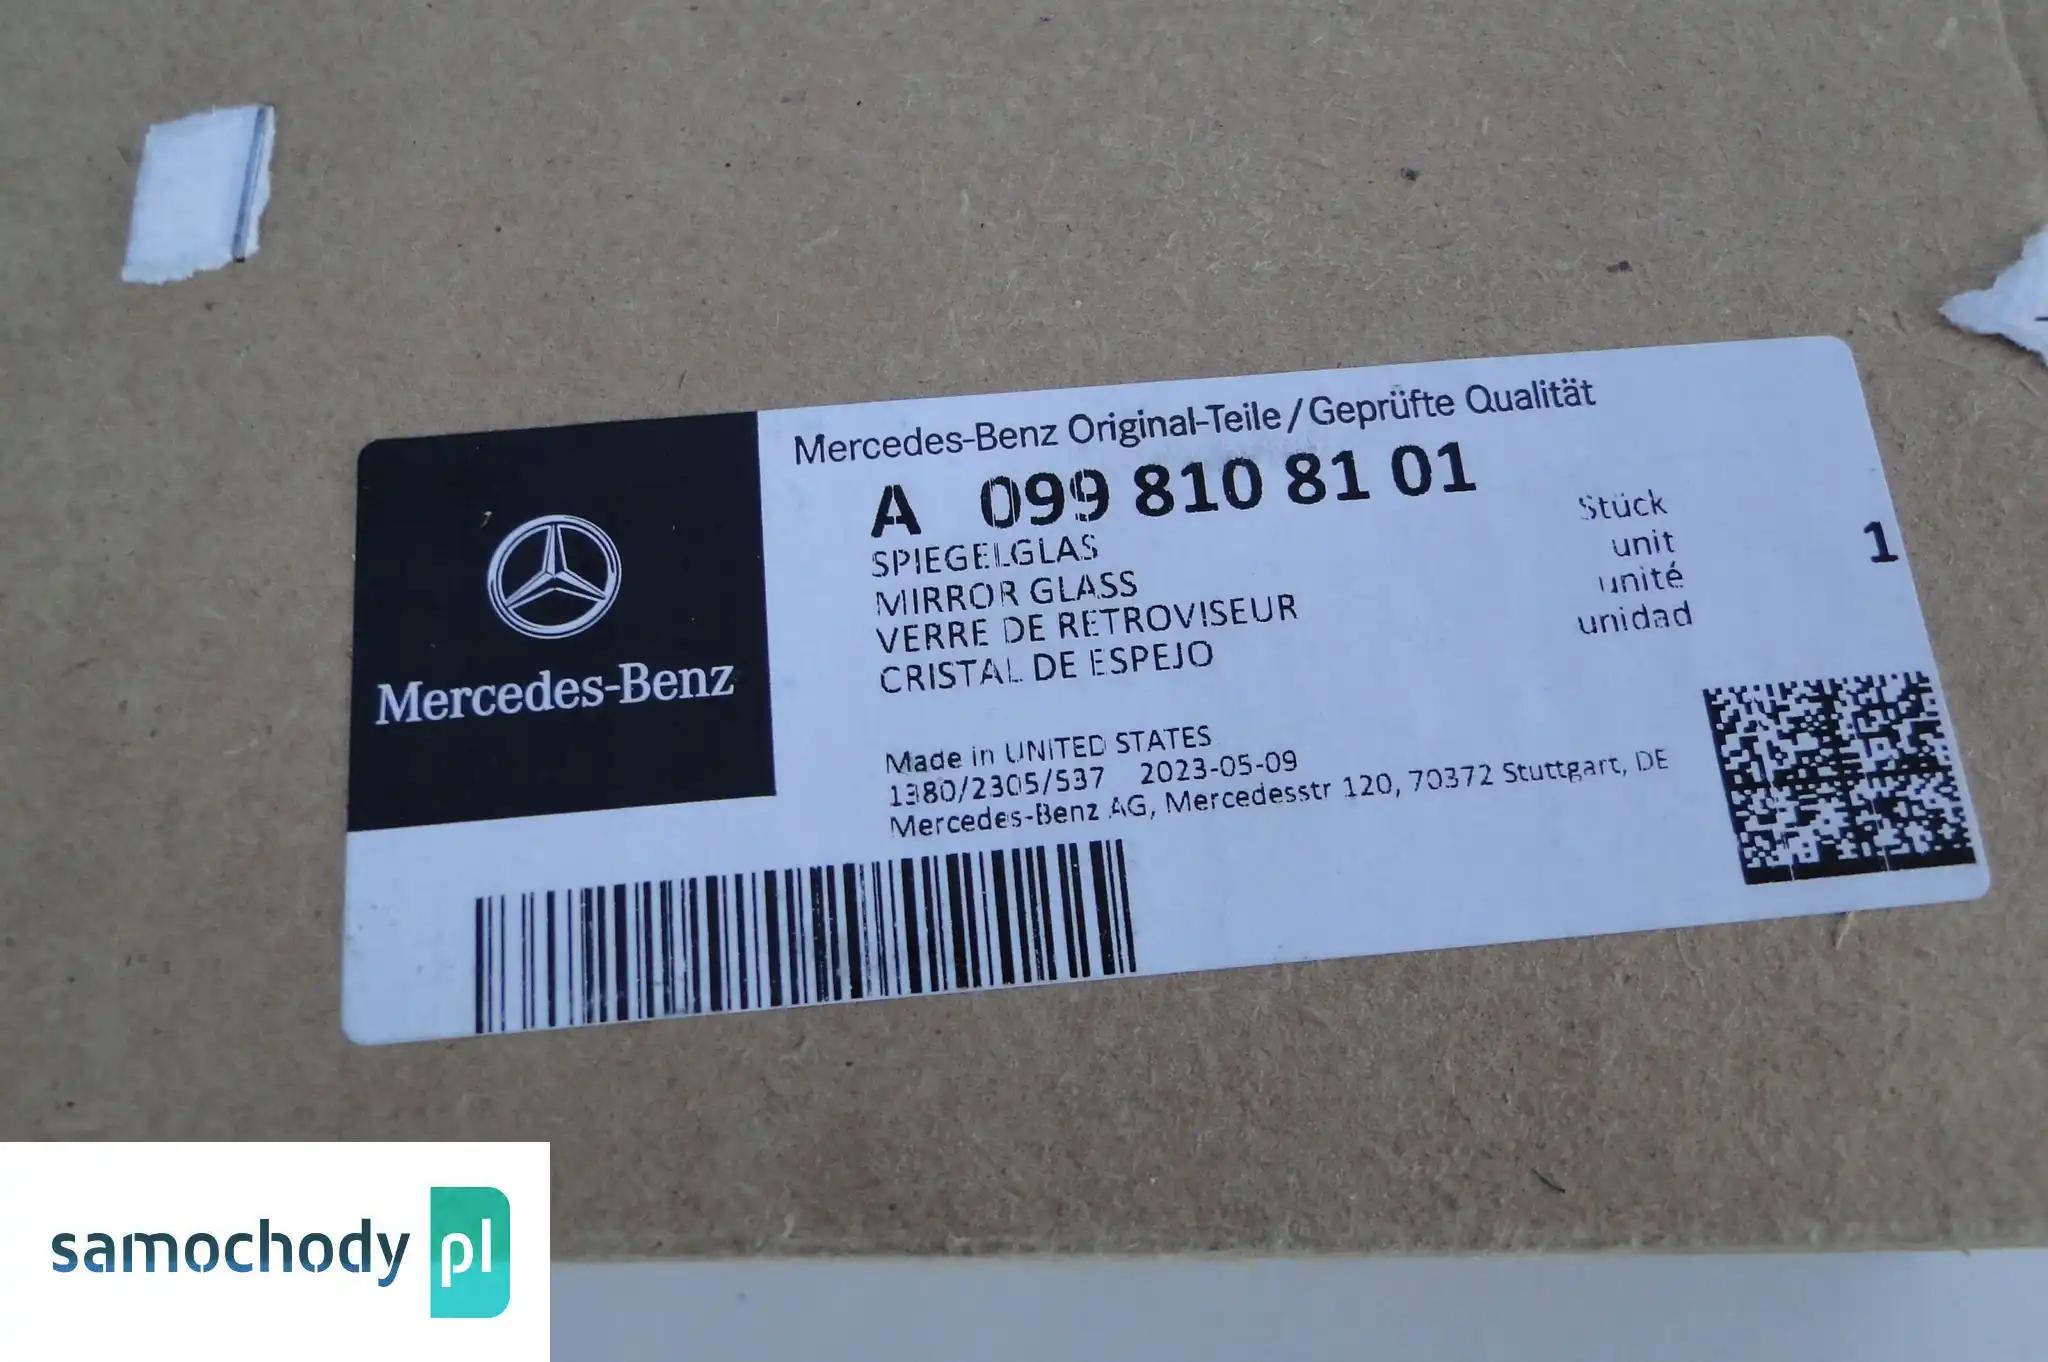 Mercedes-Benz Original-Teile/Geprüfte Qualität
A 099 810 81 01
SPIEGELGLAS
MIRROR GLASS
VERRE DE RETROVISEUR
CRISTAL DE ESPEJO
Stück
unit
unité
unidad
1
Mercedes-Benz
Made in UNITED STATES
1380/2305/537 2023-05-09
Mercedes-Benz AG, Mercedesstr 120, 70372 Stuttgart, DE
samochody pl